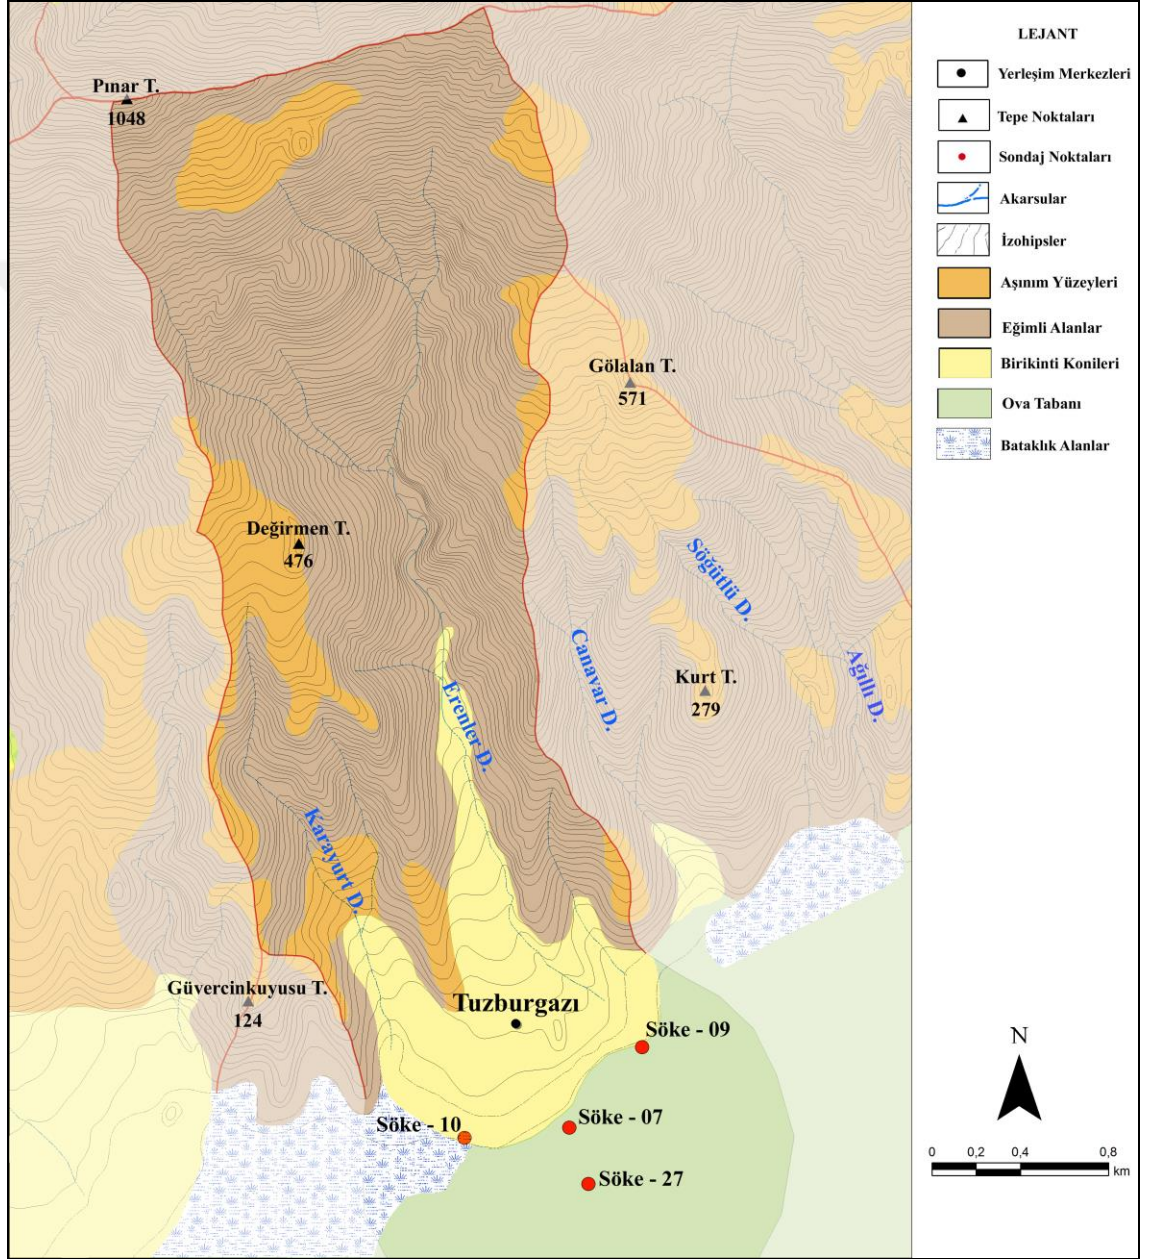 Pınar T.
1048
Gölalan T.
571
Değirmen T.
476
Söğütlü D.
Canavar D.
Kurt T.
279
Ağıllı D.
Erenler D.
Karayurt D.
Güvercinkuyusu T.
124
Tuzburgazı
Söke - 09
Söke - 07
Söke - 10
Söke - 27
LEJANT
Yerleşim Merkezleri
Tepe Noktaları
Sondaj Noktaları
Akarsular
İzohipsler
Aşınım Yüzeyleri
Eğimli Alanlar
Birikinti Konileri
Ova Tabanı
Bataklık Alanlar
N
0 0,2 0,4 0,8
km